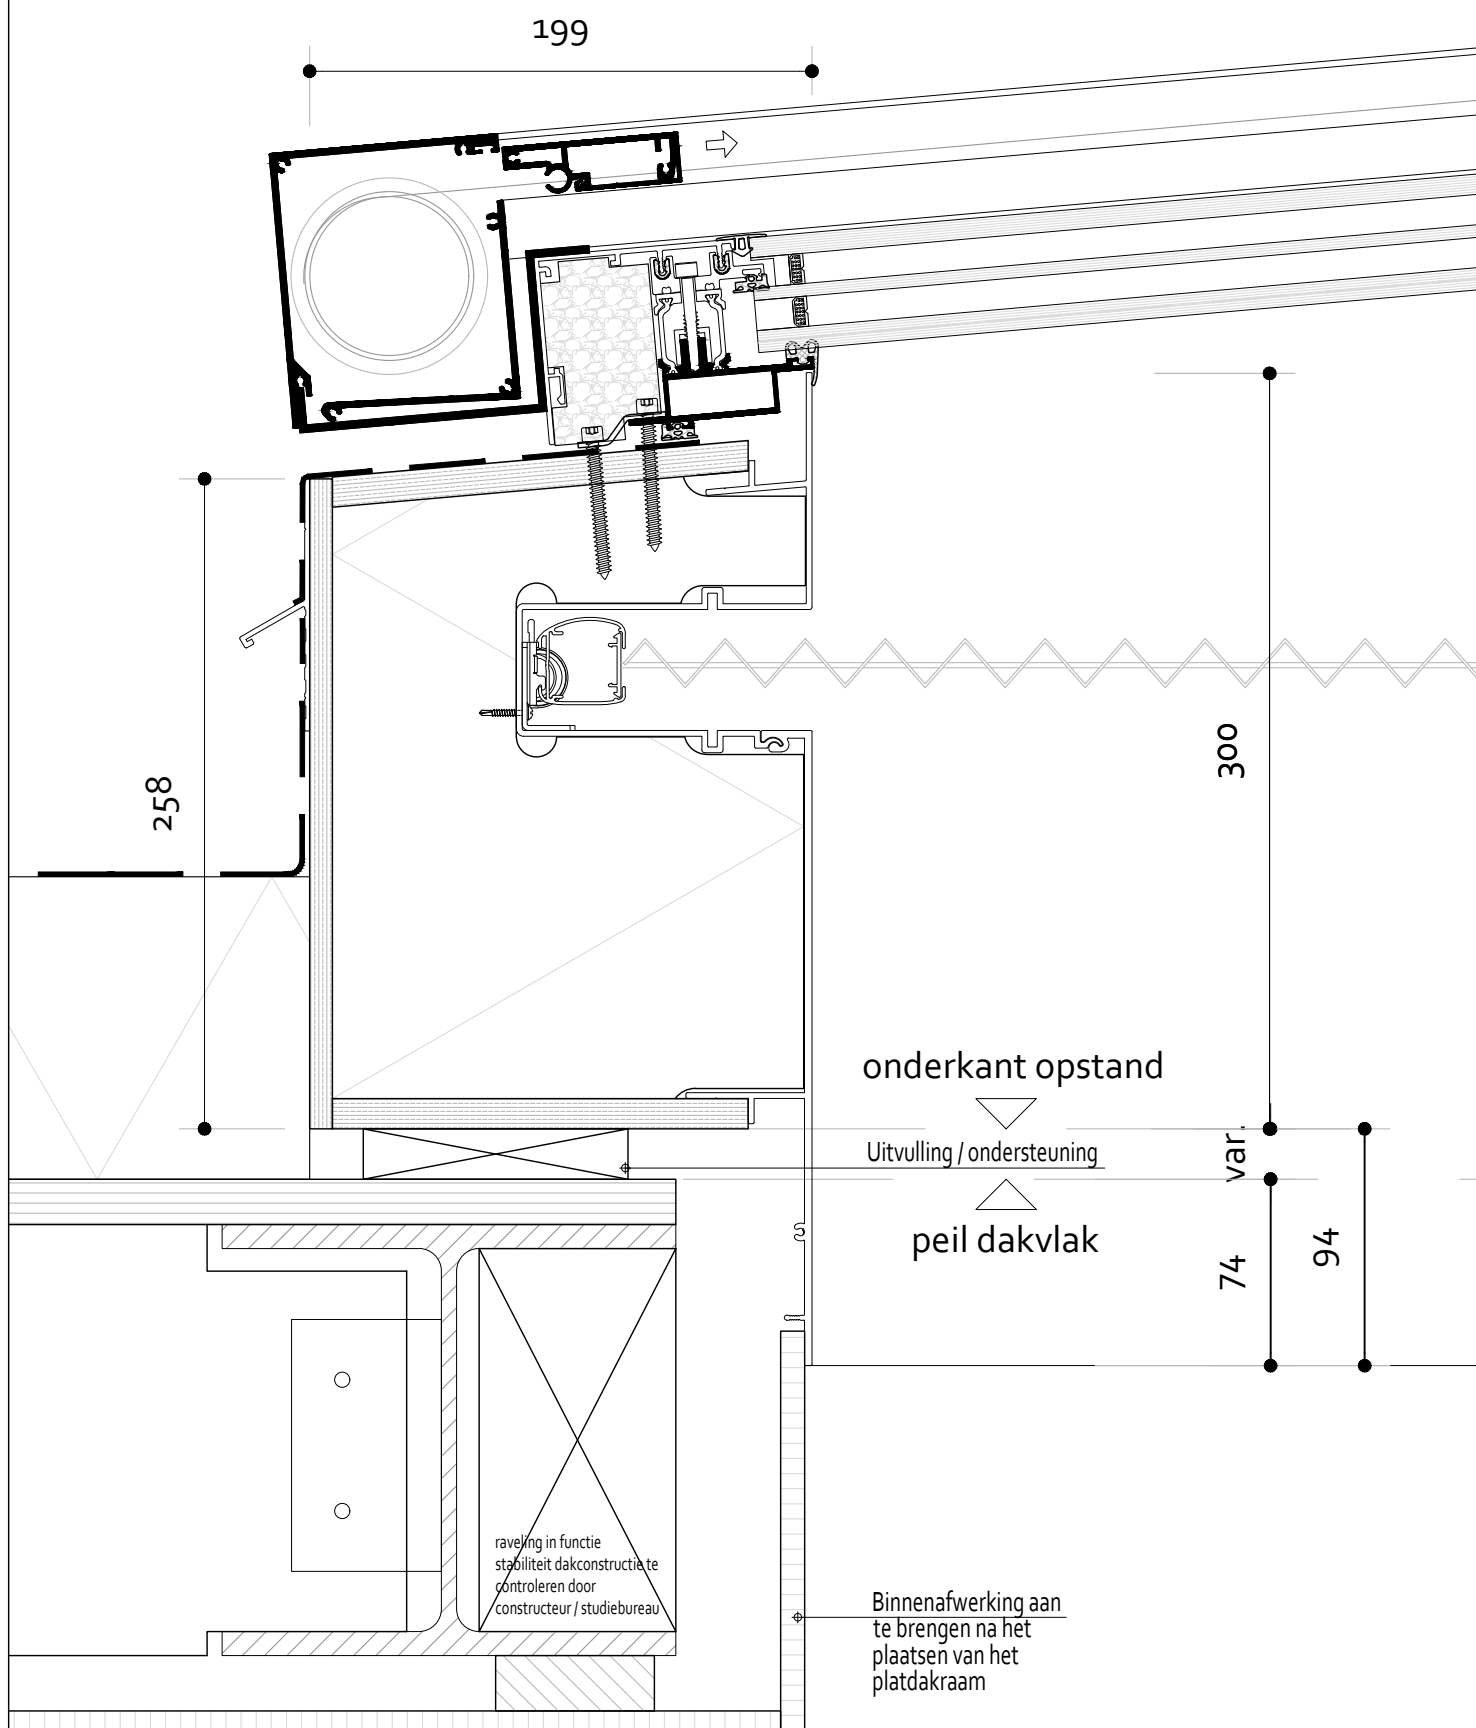 199
300
258
onderkant opstand
Uitvulling / ondersteuning
var.
peil dakvlak
74
94
raveling in functie
stabiliteit dakconstructie te
controleren door
constructeur / studiebureau
Binnenafwerking aan
te brengen na het
plaatsen van het
platdakraam